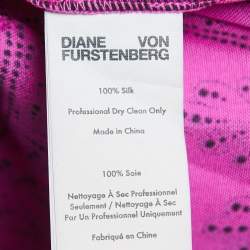 DIANE VON
FURSTENBERG
100% Silk
Professional Dry Clean Only
Made in China
100% Soie
Nettoyage À Sec Professionnel
Seulement / Nettoyage À Sec
Par Un Professionnel Uniquement
Fabriqué en Chine